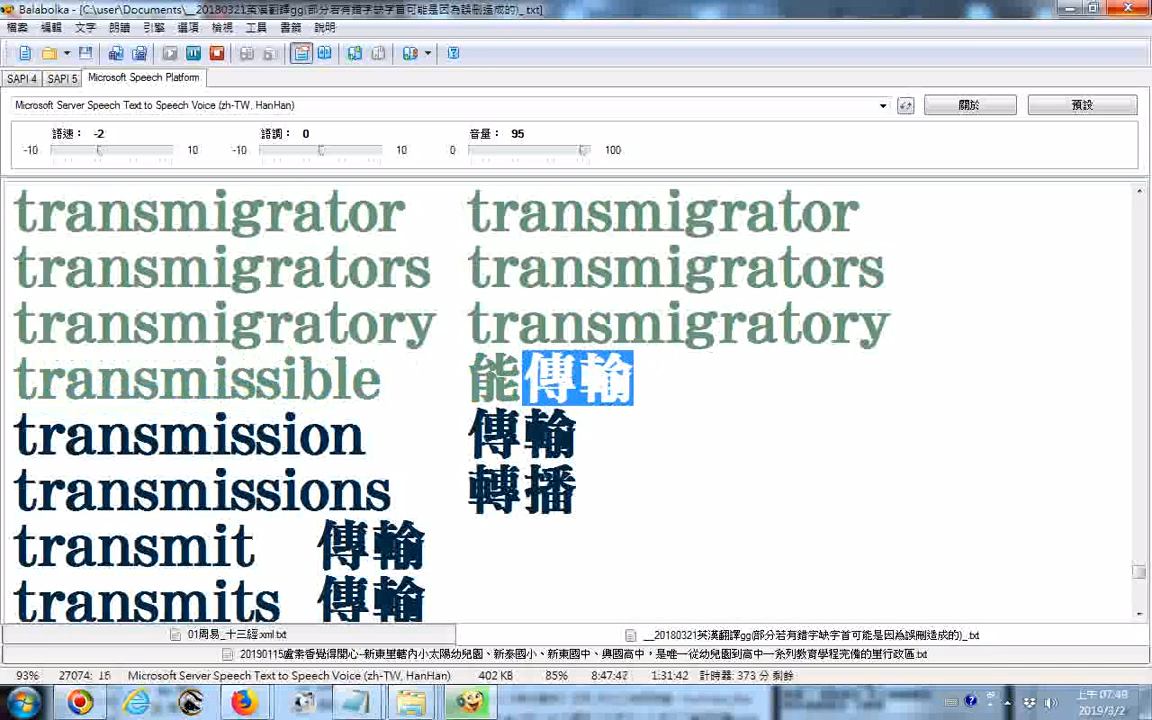 Balabolka - [C:\user\Documents\__20180321英漢翻譯gg(部分若有錯字缺字首可能是因為誤刪造成的)_txt]
檔案 編輯 文字 朗讀 引擎 選項 檢視 工具 書籤 說明
SAPI 4 SAPI 5 Microsoft Speech Platform
Microsoft Server Speech Text to Speech Voice (zh-TW, HanHan) 關於 預設
語速： -2 語調： 0 音量： 95
-10 10 -10 10 0 100
transmigrator transmigrator
transmigrators transmigrators
transmigratory transmigratory
transmissible 能傳輸
transmission 傳輸
transmissions 轉播
transmit 傳輸
transmits 傳輸
01周易_十三經.xml.txt __20180321英漢翻譯gg(部分若有錯字缺字首可能是因為誤刪造成的)_.txt
20190115盧素香覺得開心-新東里轄內小太陽幼兒園、新泰國小、新東國中、興國高中，是唯一從幼兒園到高中一系列教育學程完備的里行政區.txt
93% 27074: 16 Microsoft Server Speech Text to Speech Voice (zh-TW, HanHan) 402 KB 85% 8:47:42 1:31:42 計時器: 373 分 剩餘
上午 07:48
2019/3/2